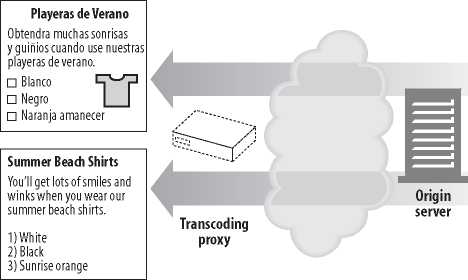 Playeras de Verano
Obtendra muchas sonrisas
y guiñios cuando use nuestras
playeras de verano.
Blanco
Negro
Naranja amanecer
Summer Beach Shirts
You'll get lots of smiles and
winks when you wear our
summer beach shirts.
1) White
2) Black
3) Sunrise orange
Transcoding
proxy
Origin
server